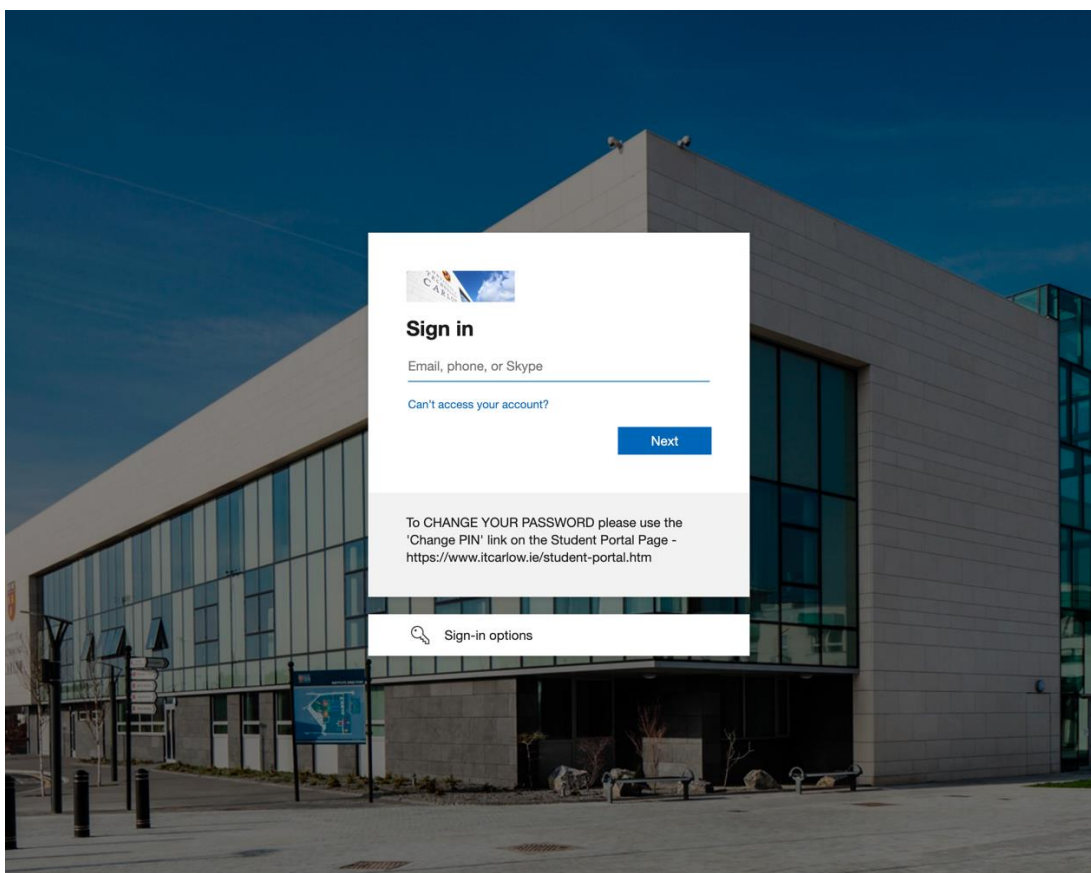 CARLOW
Sign in
Email, phone, or Skype
Can't access your account?
Next
To CHANGE YOUR PASSWORD please use the
'Change PIN' link on the Student Portal Page -
https://www.itcarlow.ie/student-portal.htm
Sign-in options